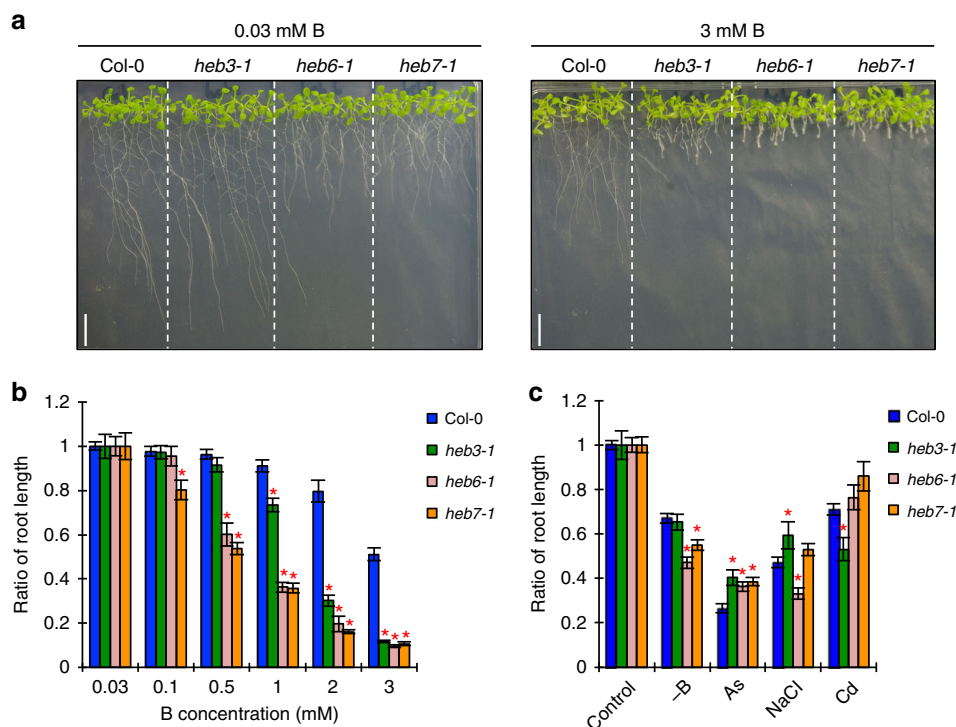 a
0.03 mM B
3 mM B
Col-0 heb3-1 heb6-1 heb7-1
Col-0 heb3-1 heb6-1 heb7-1
b
Ratio of root length
1.2
1
0.8
0.6
0.4
0.2
0
* * * * * * * * * * * *
0.03 0.1 0.5 1 2 3
B concentration (mM)
Col-0
heb3-1
heb6-1
heb7-1
c
Ratio of root length
1.2
1
0.8
0.6
0.4
0.2
0
* * * * * * * *
Control –B As NaCl Cd
Col-0
heb3-1
heb6-1
heb7-1